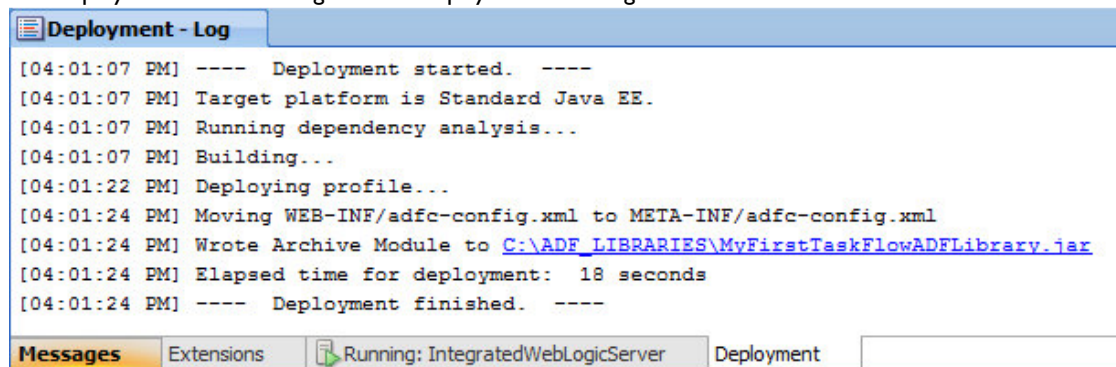 Deployment - Log
[04:01:07 PM] ---- Deployment started. ----
[04:01:07 PM] Target platform is Standard Java EE.
[04:01:07 PM] Running dependency analysis...
[04:01:07 PM] Building...
[04:01:22 PM] Deploying profile...
[04:01:24 PM] Moving WEB-INF/adfc-config.xml to META-INF/adfc-config.xml
[04:01:24 PM] Wrote Archive Module to C:\ADF_LIBRARIES\MyFirstTaskFlowADFLibrary.jar
[04:01:24 PM] Elapsed time for deployment: 18 seconds
[04:01:24 PM] ---- Deployment finished. ----
Messages Extensions Running: IntegratedWebLogicServer Deployment